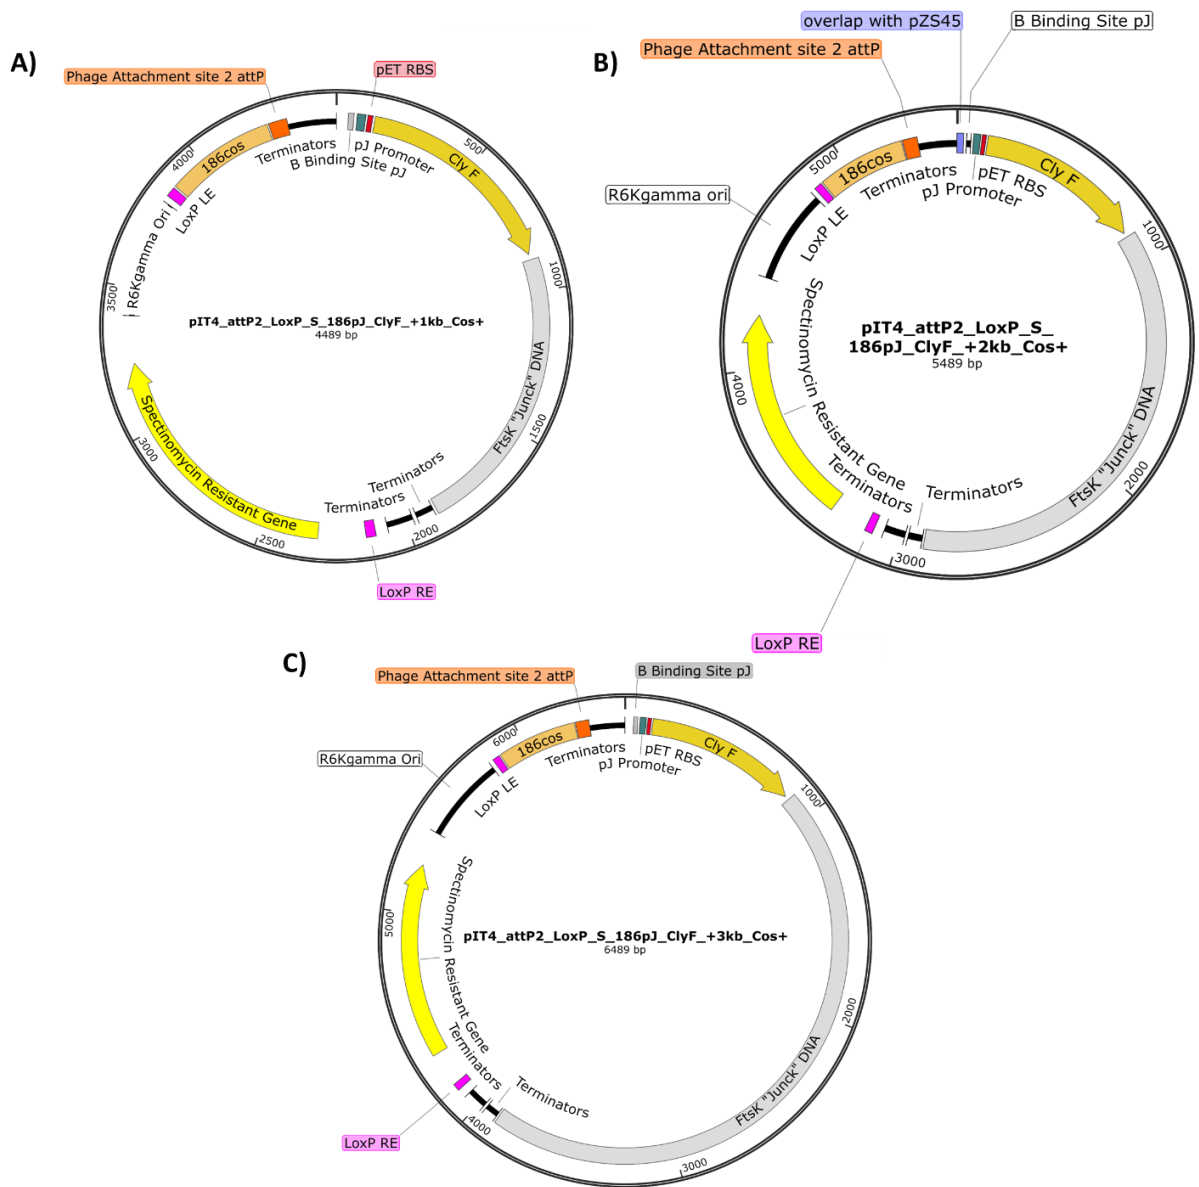 A)
Phage Attachment site 2 attP
pET RBS
4000
186cos
Terminators
B Binding Site pJ
pJ Promoter
500
Cly F
LoxP LE
R6Kgamma Ori
3500
1000
pIT4_attP2_LoxP_S_186pJ_ClyF_+1kb_Cos+
4489 bp
FtsK "Junck" DNA
1500
Spectinomycin Resistant Gene
3000
Terminators
Terminators
2500
2000
LoxP RE
B)
overlap with pZS45
B Binding Site pJ
Phage Attachment site 2 attP
5000
186cos
Terminators
pJ Promoter
pET RBS
Cly F
R6Kgamma ori
LoxP LE
1000
pIT4_attP2_LoxP_S_
186pJ_ClyF_+2kb_Cos+
5489 bp
4000
Spectinomycin Resistant Gene
FtsK "Junck" DNA
2000
Terminators
Terminators
3000
LoxP RE
C)
Phage Attachment site 2 attP
B Binding Site pJ
6000
186cos
Terminators
pJ Promoter
pET RBS
Cly F
R6Kgamma Ori
LoxP LE
1000
5000
pIT4_attP2_LoxP_S_186pJ_ClyF_+3kb_Cos+
6489 bp
Spectinomycin Resistant Gene
2000
Terminators
Terminators
FtsK "Junck" DNA
4000
LoxP RE
3000